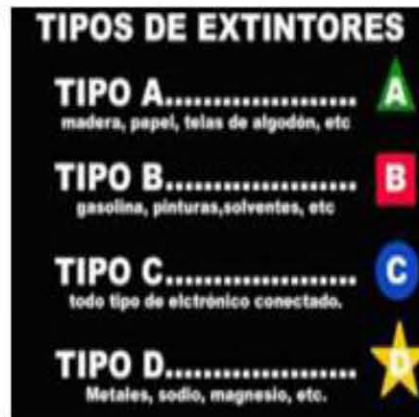 TIPOS DE EXTINTORES
TIPO A..................... A
madera, papel, telas de algodón, etc
TIPO B..................... B
gasolina, pinturas,solventes, etc
TIPO C..................... C
todo tipo de elctrónico conectado.
TIPO D..................... D
Metales, sodio, magnesio, etc.